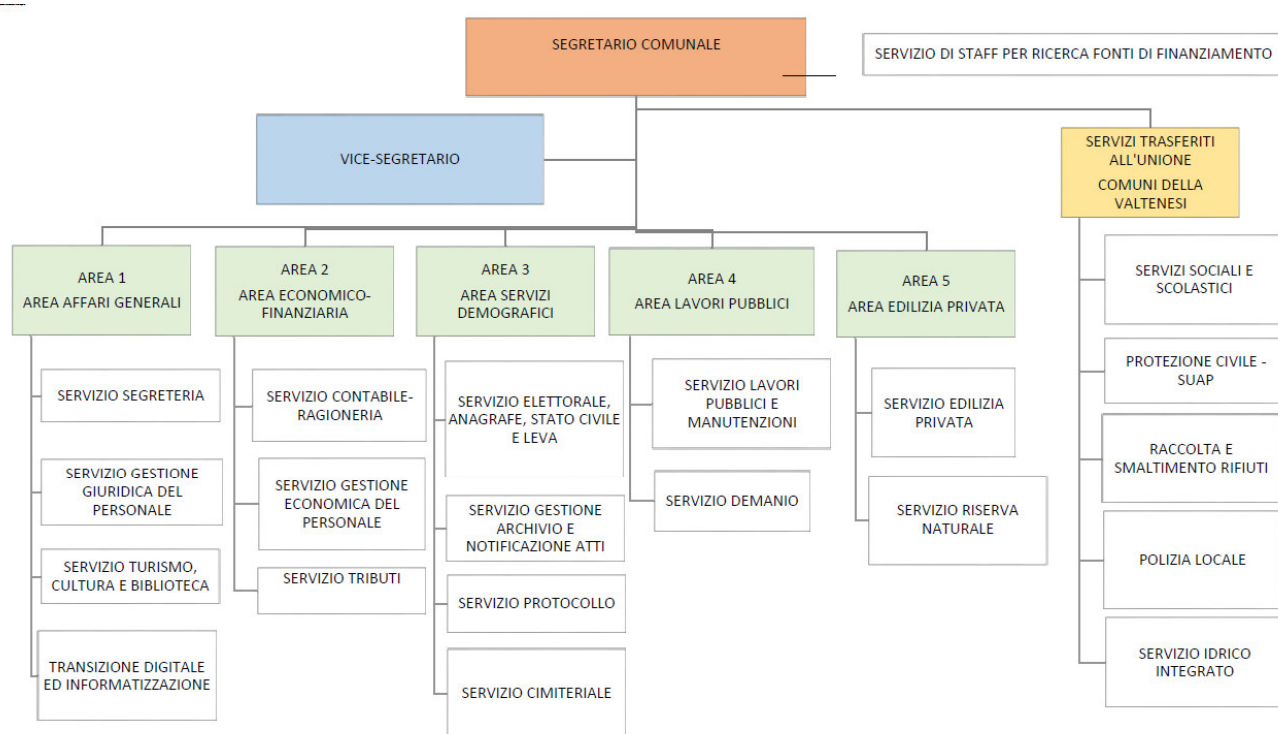 SEGRETARIO COMUNALE
SERVIZIO DI STAFF PER RICERCA FONTI DI FINANZIAMENTO
VICE-SEGRETARIO
SERVIZI TRASFERITI
ALL'UNIONE
COMUNI DELLA
VALTENESI
AREA 1
AREA AFFARI GENERALI
SERVIZIO SEGRETERIA
SERVIZIO GESTIONE
GIURIDICA DEL
PERSONALE
SERVIZIO TURISMO,
CULTURA E BIBLIOTECA
TRANSIZIONE DIGITALE
ED INFORMATIZZAZIONE
AREA 2
AREA ECONOMICO-
FINANZIARIA
SERVIZIO CONTABILE-
RAGIONERIA
SERVIZIO GESTIONE
ECONOMICA DEL
PERSONALE
SERVIZIO TRIBUTI
AREA 3
AREA SERVIZI
DEMOGRAFICI
SERVIZIO ELETTORALE,
ANAGRAFE, STATO CIVILE
E LEVA
SERVIZIO GESTIONE
ARCHIVIO E
NOTIFICAZIONE ATTI
SERVIZIO PROTOCOLLO
SERVIZIO CIMITERIALE
AREA 4
AREA LAVORI PUBBLICI
SERVIZIO LAVORI
PUBBLICI E
MANUTENZIONI
SERVIZIO DEMANIO
AREA 5
AREA EDILIZIA PRIVATA
SERVIZIO EDILIZIA
PRIVATA
SERVIZIO RISERVA
NATURALE
SERVIZI SOCIALI E
SCOLASTICI
PROTEZIONE CIVILE -
SUAP
RACCOLTA E
SMALTIMENTO RIFIUTI
POLIZIA LOCALE
SERVIZIO IDRICO
INTEGRATO